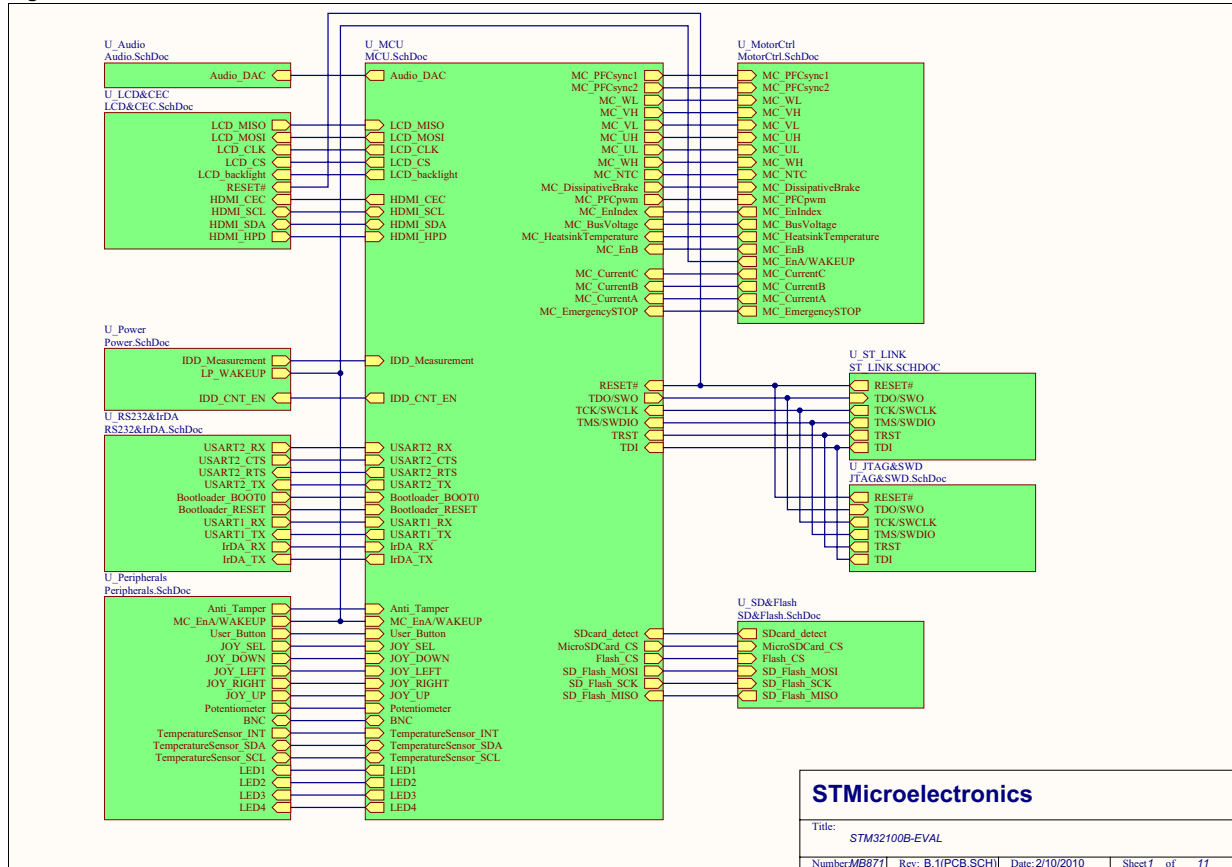 U_Audio
Audio.SchDoc
Audio_DAC
U_LCD&CEC
LCD&CEC.SchDoc
LCD_MISO
LCD_MOSI
LCD_CLK
LCD_CS
LCD_backlight
RESET#
HDMI_CEC
HDMI_SCL
HDMI_SDA
HDMI_HPD
U_Power
Power.SchDoc
IDD_Measurement
LP_WAKEUP
IDD_CNT_EN
U_RS232&IrDA
RS232&IrDA.SchDoc
USART2_RX
USART2_CTS
USART2_RTS
USART2_TX
Bootloader_BOOT0
Bootloader_RESET
USART1_RX
USART1_TX
IrDA_RX
IrDA_TX
U_Peripherals
Peripherals.SchDoc
Anti_Tamper
MC_EnA/WAKEUP
User_Button
JOY_SEL
JOY_DOWN
JOY_LEFT
JOY_RIGHT
JOY_UP
Potentiometer
BNC
TemperatureSensor_INT
TemperatureSensor_SDA
TemperatureSensor_SCL
LED1
LED2
LED3
LED4
U_MCU
MCU.SchDoc
Audio_DAC
LCD_MISO
LCD_MOSI
LCD_CLK
LCD_CS
LCD_backlight
HDMI_CEC
HDMI_SCL
HDMI_SDA
HDMI_HPD
IDD_Measurement
IDD_CNT_EN
USART2_RX
USART2_CTS
USART2_RTS
USART2_TX
Bootloader_BOOT0
Bootloader_RESET
USART1_RX
USART1_TX
IrDA_RX
IrDA_TX
Anti_Tamper
MC_EnA/WAKEUP
User_Button
JOY_SEL
JOY_DOWN
JOY_LEFT
JOY_RIGHT
JOY_UP
Potentiometer
BNC
TemperatureSensor_INT
TemperatureSensor_SDA
TemperatureSensor_SCL
LED1
LED2
LED3
LED4
MC_PFCsync1
MC_PFCsync2
MC_WL
MC_VH
MC_VL
MC_UH
MC_UL
MC_WH
MC_NTC
MC_DissipativeBrake
MC_PFCpwm
MC_EnIndex
MC_BusVoltage
MC_HeatsinkTemperature
MC_EnB
MC_CurrentC
MC_CurrentB
MC_CurrentA
MC_EmergencySTOP
RESET#
TDO/SWO
TCK/SWCLK
TMS/SWDIO
TRST
TDI
SDcard_detect
MicroSDCard_CS
Flash_CS
SD_Flash_MOSI
SD_Flash_SCK
SD_Flash_MISO
U_MotorCtrl
MotorCtrl.SchDoc
MC_PFCsync1
MC_PFCsync2
MC_WL
MC_VH
MC_VL
MC_UH
MC_UL
MC_WH
MC_NTC
MC_DissipativeBrake
MC_PFCpwm
MC_EnIndex
MC_BusVoltage
MC_HeatsinkTemperature
MC_EnB
MC_EnA/WAKEUP
MC_CurrentC
MC_CurrentB
MC_CurrentA
MC_EmergencySTOP
U_ST_LINK
ST_LINK.SCHDOC
RESET#
TDO/SWO
TCK/SWCLK
TMS/SWDIO
TRST
TDI
U_JTAG&SWD
JTAG&SWD.SchDoc
RESET#
TDO/SWO
TCK/SWCLK
TMS/SWDIO
TRST
TDI
U_SD&Flash
SD&Flash.SchDoc
SDcard_detect
MicroSDCard_CS
Flash_CS
SD_Flash_MOSI
SD_Flash_SCK
SD_Flash_MISO
STMicroelectronics
Title:
STM32100B-EVAL
Number:MB871 Rev: B.1(PCB.SCH) Date:2/10/2010 Sheet 1 of 11